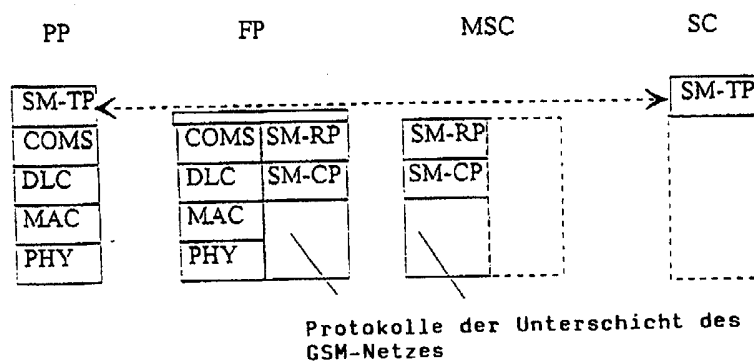 PP FP MSC SC
SM-TP SM-TP
COMS COMS SM-RP SM-RP
DLC DLC SM-CP SM-CP
MAC MAC
PHY PHY
Protokolle der Unterschicht des
GSM-Netzes